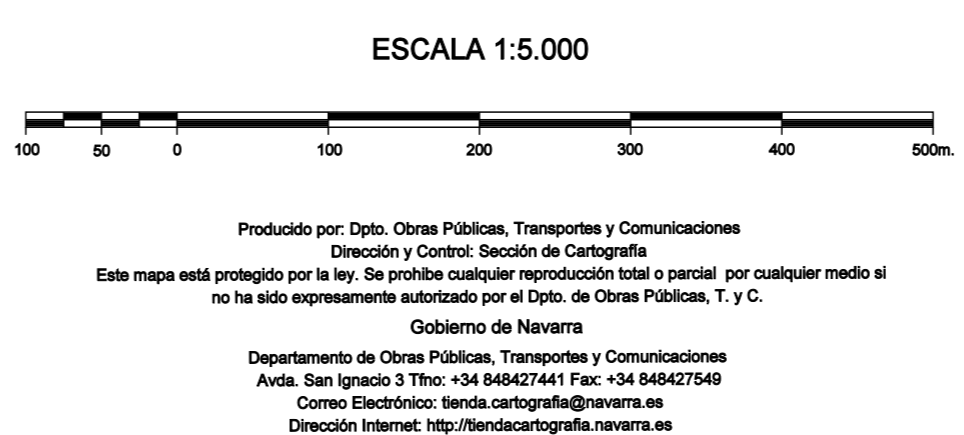 ESCALA 1:5.000
100 50 0 100 200 300 400 500m.
Producido por: Dpto. Obras Públicas, Transportes y Comunicaciones
Dirección y Control: Sección de Cartografía
Este mapa está protegido por la ley. Se prohibe cualquier reproducción total o parcial por cualquier medio si
no ha sido expresamente autorizado por el Dpto. de Obras Públicas, T. y C.
Gobierno de Navarra
Departamento de Obras Públicas, Transportes y Comunicaciones
Avda. San Ignacio 3 Tfno: +34 848427441 Fax: +34 848427549
Correo Electrónico: tienda.cartografia@navarra.es
Dirección Internet: http://tiendacartografia.navarra.es